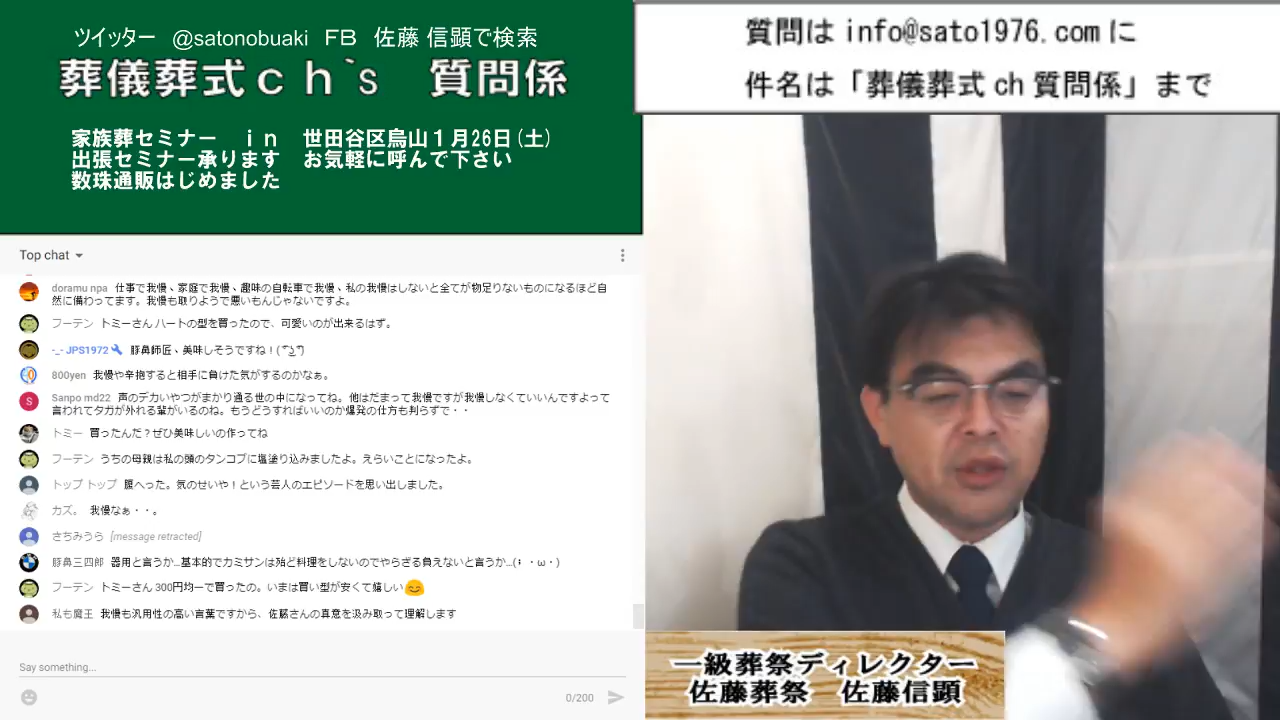 ツイッター　@satonobuaki　ＦＢ　佐藤 信顕で検索
葬儀葬式ｃｈ`ｓ　質問係
家族葬セミナー　ｉｎ　世田谷区烏山１月26日(土)
出張セミナー承ります　お気軽に呼んで下さい
数珠通販はじめました
質問は info@sato1976.com に
件名は「葬儀葬式 ch 質問係」まで
Top chat
doramu npa 仕事で我慢、家庭で我慢、趣味の自転車で我慢、私の我慢はしないと全てが物足りないものになるほど自
然に備わってます。我慢も取りようで悪いもんじゃないですよ。
フーテン トミーさん ハートの型を買ったので、可愛いのが出来るはず。
-_- JPS1972 豚鼻師匠、美味しそうですね！( ͡° ͜ʖ ͡°)
800yen 我慢や辛抱すると相手に負けた気がするのかなぁ。
Sanpo md22 声のデカいやつがまかり通る世の中になってね。他はだまって我慢ですが我慢しなくていいんですよって
言われてタガが外れる輩がいるのね。もうどうすればいいのか爆発の仕方も判らずで・・
トミー 買ったんだ？ぜひ美味しいの作ってね
フーテン うちの母親は私の頭のタンコブに塩塗り込みましたよ。えらいことになったよ。
トップ トップ 腹へった。気のせいや！という芸人のエピソードを思い出しました。
カズ。 我慢なぁ・・。
さちみうら [message retracted]
豚鼻三四郎 器用と言うか…基本的でカミサンは殆ど料理をしないのでやらざる負えないと言うか…(；・ω・)
フーテン トミーさん 300円均一で買ったの。いまは買い型が安くて嬉しい😊
私も魔王 我慢も汎用性の高い言葉ですから、佐藤さんの真意を汲み取って理解します
Say something...
0/200
一級葬祭ディレクター
佐藤葬祭　佐藤信顕